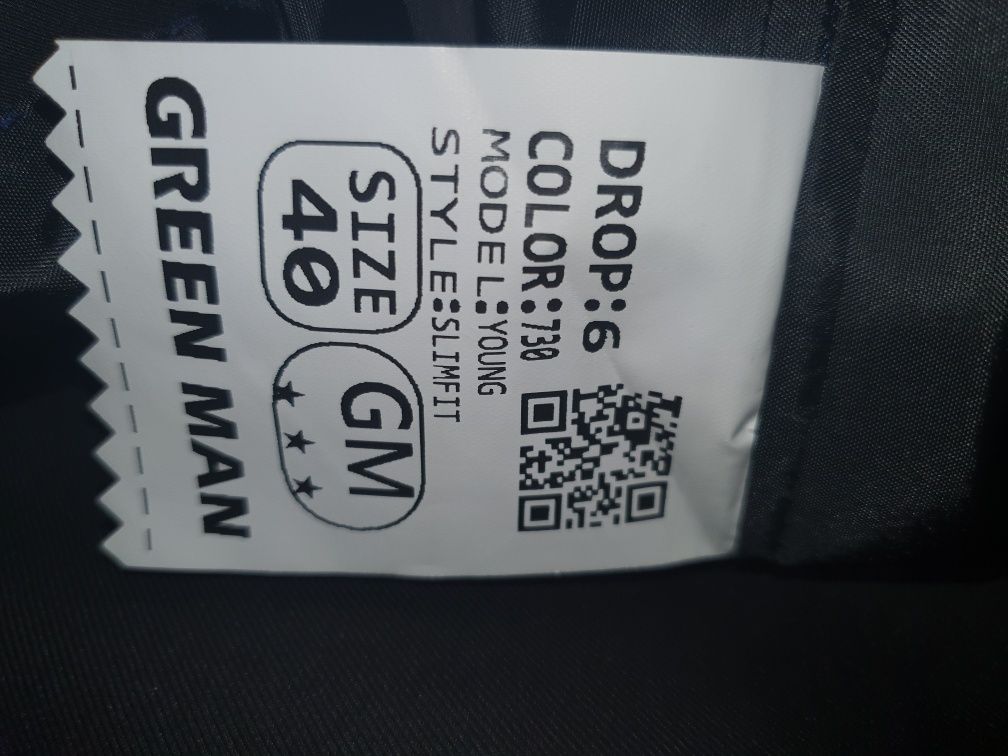 DROP:6
COLOR:730
MODEL:YOUNG
STYLE:SLIMFIT
SIZE
40
GM
GREEN MAN